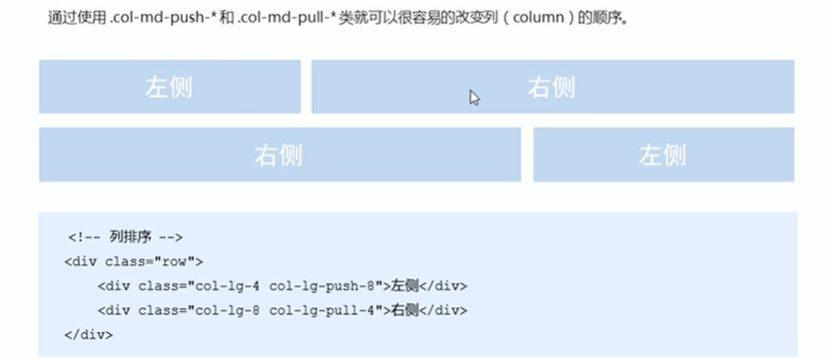 通过使用 .col-md-push-* 和 .col-md-pull-* 类就可以很容易的改变列（column）的顺序。
左侧 右侧
右侧 左侧
<!-- 列排序 -->
<div class="row">
    <div class="col-lg-4 col-lg-push-8">左侧</div>
    <div class="col-lg-8 col-lg-pull-4">右侧</div>
</div>